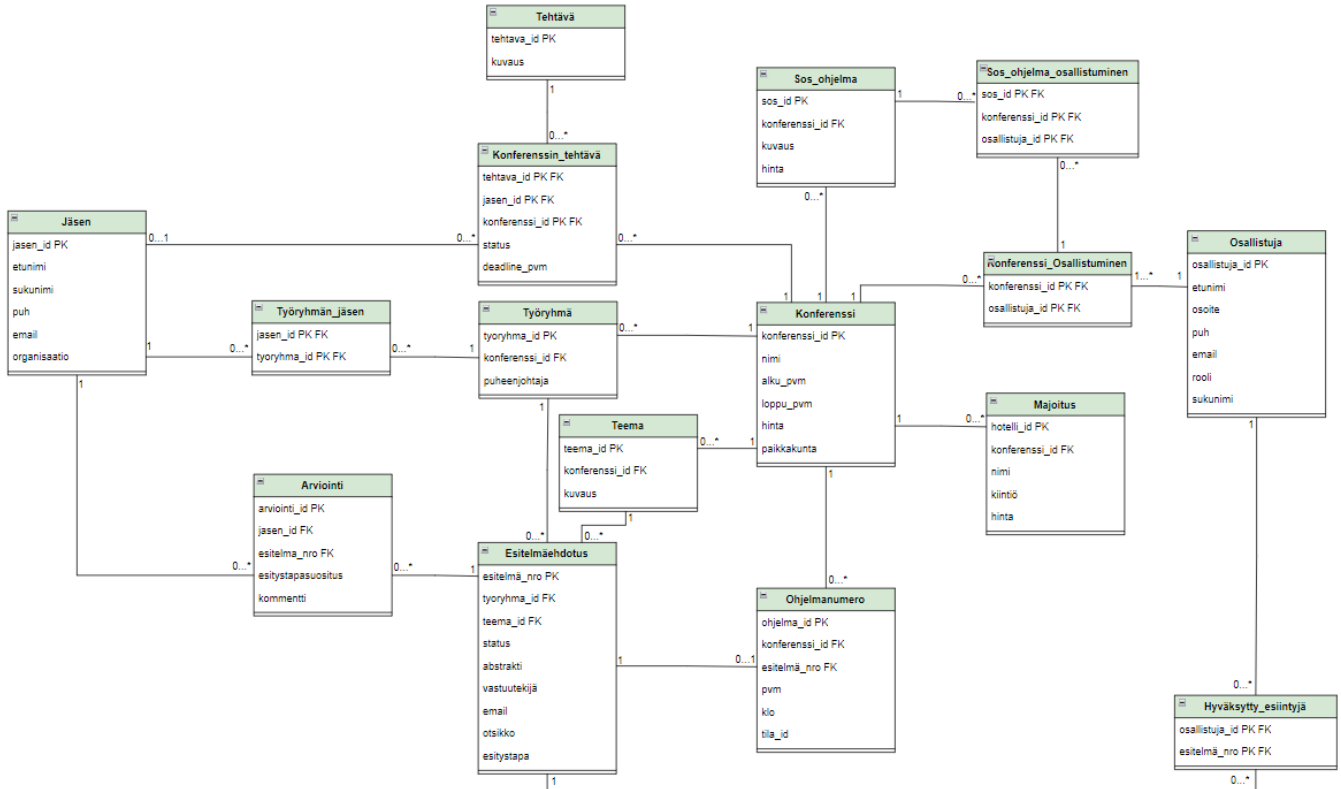 Tehtävä
tehtava_id PK
kuvaus
1
0...*
Sos_ohjelma
sos_id PK
konferenssi_id FK
kuvaus
hinta
1
0...*
0...*
Sos_ohjelma_osallistuminen
sos_id PK FK
konferenssi_id PK FK
osallistuja_id PK FK
0...*
1
Konferenssin_tehtävä
tehtava_id PK FK
jasen_id PK FK
konferenssi_id PK FK
status
deadline_pvm
0...*
0...*
1
Jäsen
jasen_id PK
etunimi
sukunimi
puh
email
organisaatio
0...1
1
1
Työryhmän_jäsen
jasen_id PK FK
tyoryhma_id PK FK
0...*
0...*
Työryhmä
tyoryhma_id PK
konferenssi_id FK
puheenjohtaja
1
0...*
1
Konferenssi
konferenssi_id PK
nimi
alku_pvm
loppu_pvm
hinta
paikkakunta
1
1
1
1
1
1
Konferenssi_Osallistuminen
konferenssi_id PK FK
osallistuja_id PK FK
0...*
1...*
1
Osallistuja
osallistuja_id PK
etunimi
osoite
puh
email
rooli
sukunimi
1
Majoitus
hotelli_id PK
konferenssi_id FK
nimi
kiintiö
hinta
0...*
Teema
teema_id PK
konferenssi_id FK
kuvaus
0...*
1
Arviointi
arviointi_id PK
jasen_id FK
esitelma_nro FK
esitystapasuositus
kommentti
0...*
0...*
1
Esitelmäehdotus
esitelmä_nro PK
tyoryhma_id FK
teema_id FK
status
abstrakti
vastuutekijä
email
otsikko
esitystapa
0...*
0...*
1
0...1
1
Ohjelmanumero
ohjelma_id PK
konferenssi_id FK
esitelmä_nro FK
pvm
klo
tila_id
0...*
Hyväksytty_esiintyjä
osallistuja_id PK FK
esitelmä_nro PK FK
0...*
0...*